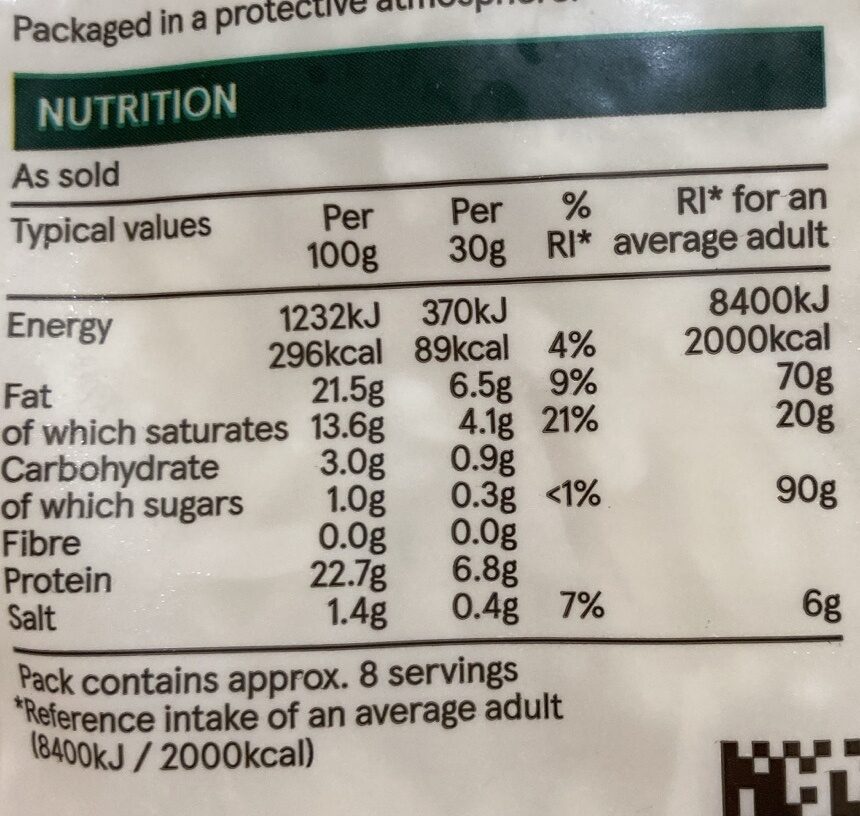 Packaged in a protective
NUTRITION
As sold
Typical values Per 100g Per 30g % RI* RI* for an average adult
Energy 1232kJ 370kJ 8400kJ
296kcal 89kcal 4% 2000kcal
Fat 21.5g 6.5g 9% 70g
of which saturates 13.6g 4.1g 21% 20g
Carbohydrate 3.0g 0.9g
of which sugars 1.0g 0.3g <1% 90g
Fibre 0.0g 0.0g
Protein 22.7g 6.8g
Salt 1.4g 0.4g 7% 6g
Pack contains approx. 8 servings
*Reference intake of an average adult
(8400kJ / 2000kcal)